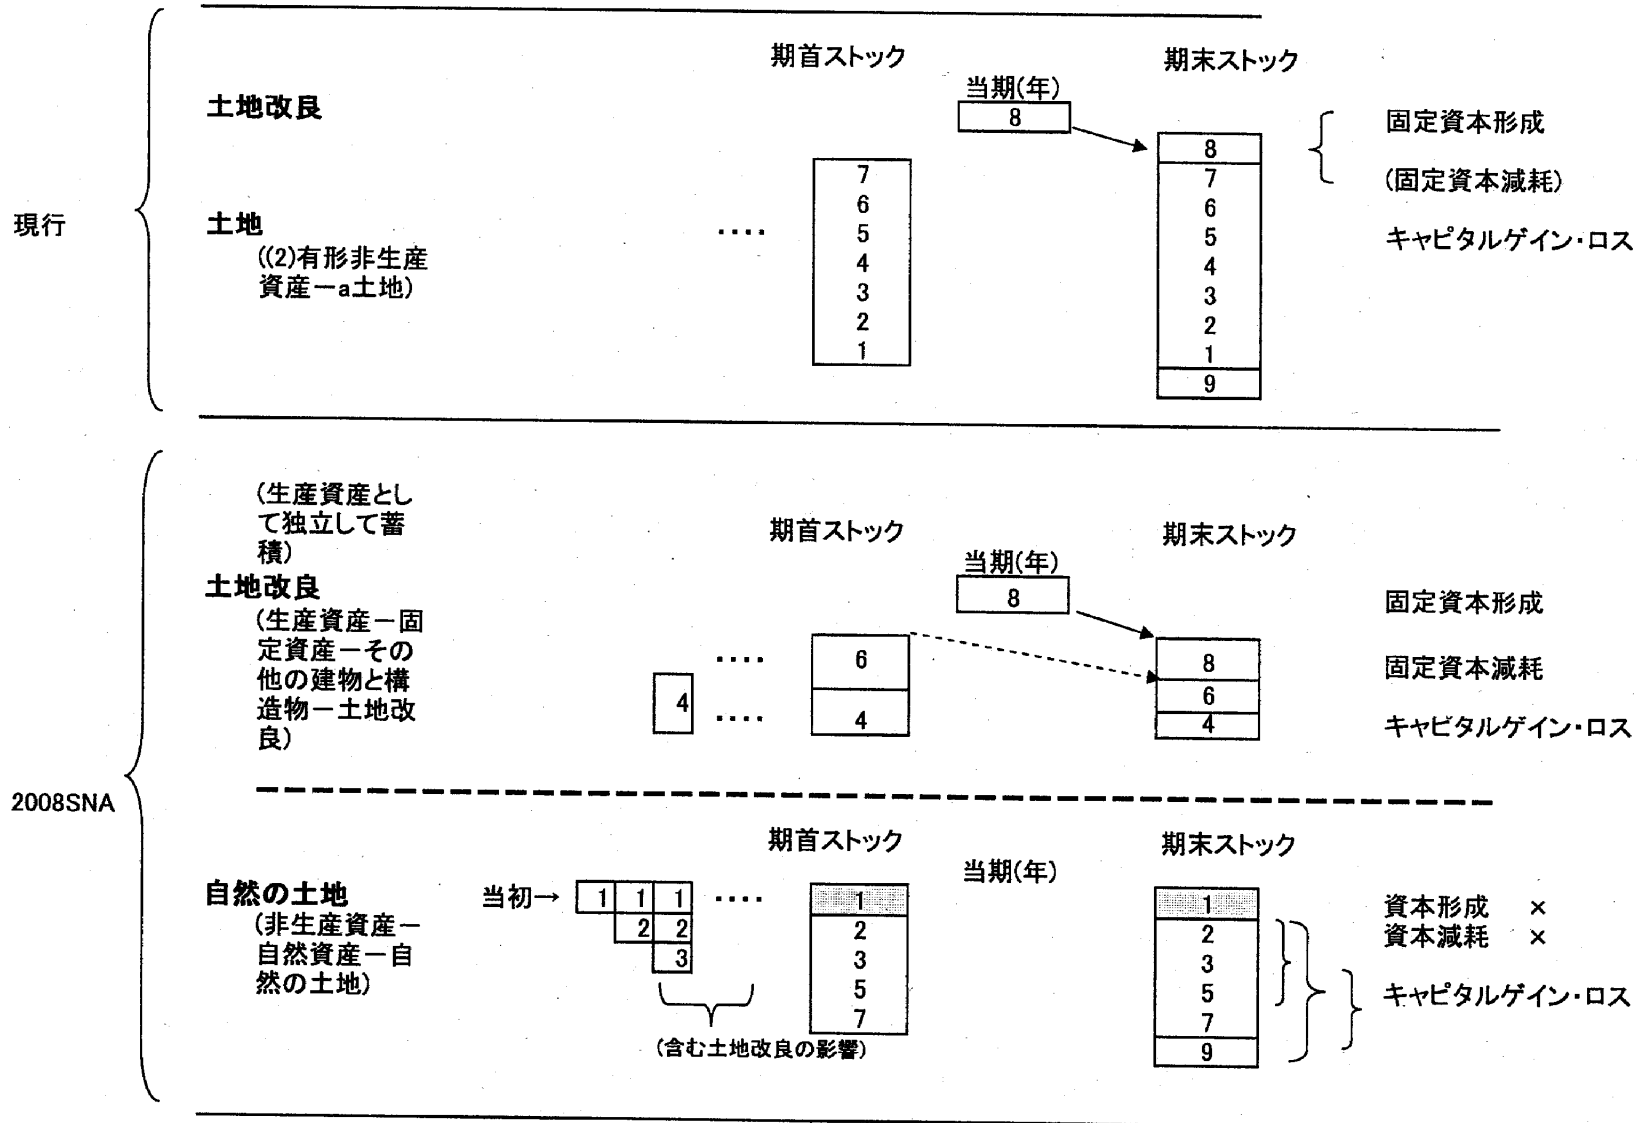 現行
期首ストック
期末ストック
当期(年)
土地改良
8
固定資本形成
8
7
7
(固定資本減耗)
6
6
土地
‥‥
5
5
キャピタルゲイン・ロス
((2)有形非生産
資産－a土地)
4
4
3
3
2
2
1
1
9
2008SNA
(生産資産とし
て独立して蓄
積)
期首ストック
期末ストック
当期(年)
土地改良
8
固定資本形成
(生産資産－固
定資産－その
他の建物と構
造物－土地改
良)
‥‥
6
8
固定資本減耗
6
4
‥‥
4
4
キャピタルゲイン・ロス
期首ストック
期末ストック
当期(年)
自然の土地
(非生産資産－
自然資産－自
然の土地)
当初→
1 1 1
‥‥
1
1
資本形成 ×
2 2
2
2
資本減耗 ×
3
3
3
5
5
キャピタルゲイン・ロス
7
7
(含む土地改良の影響)
9